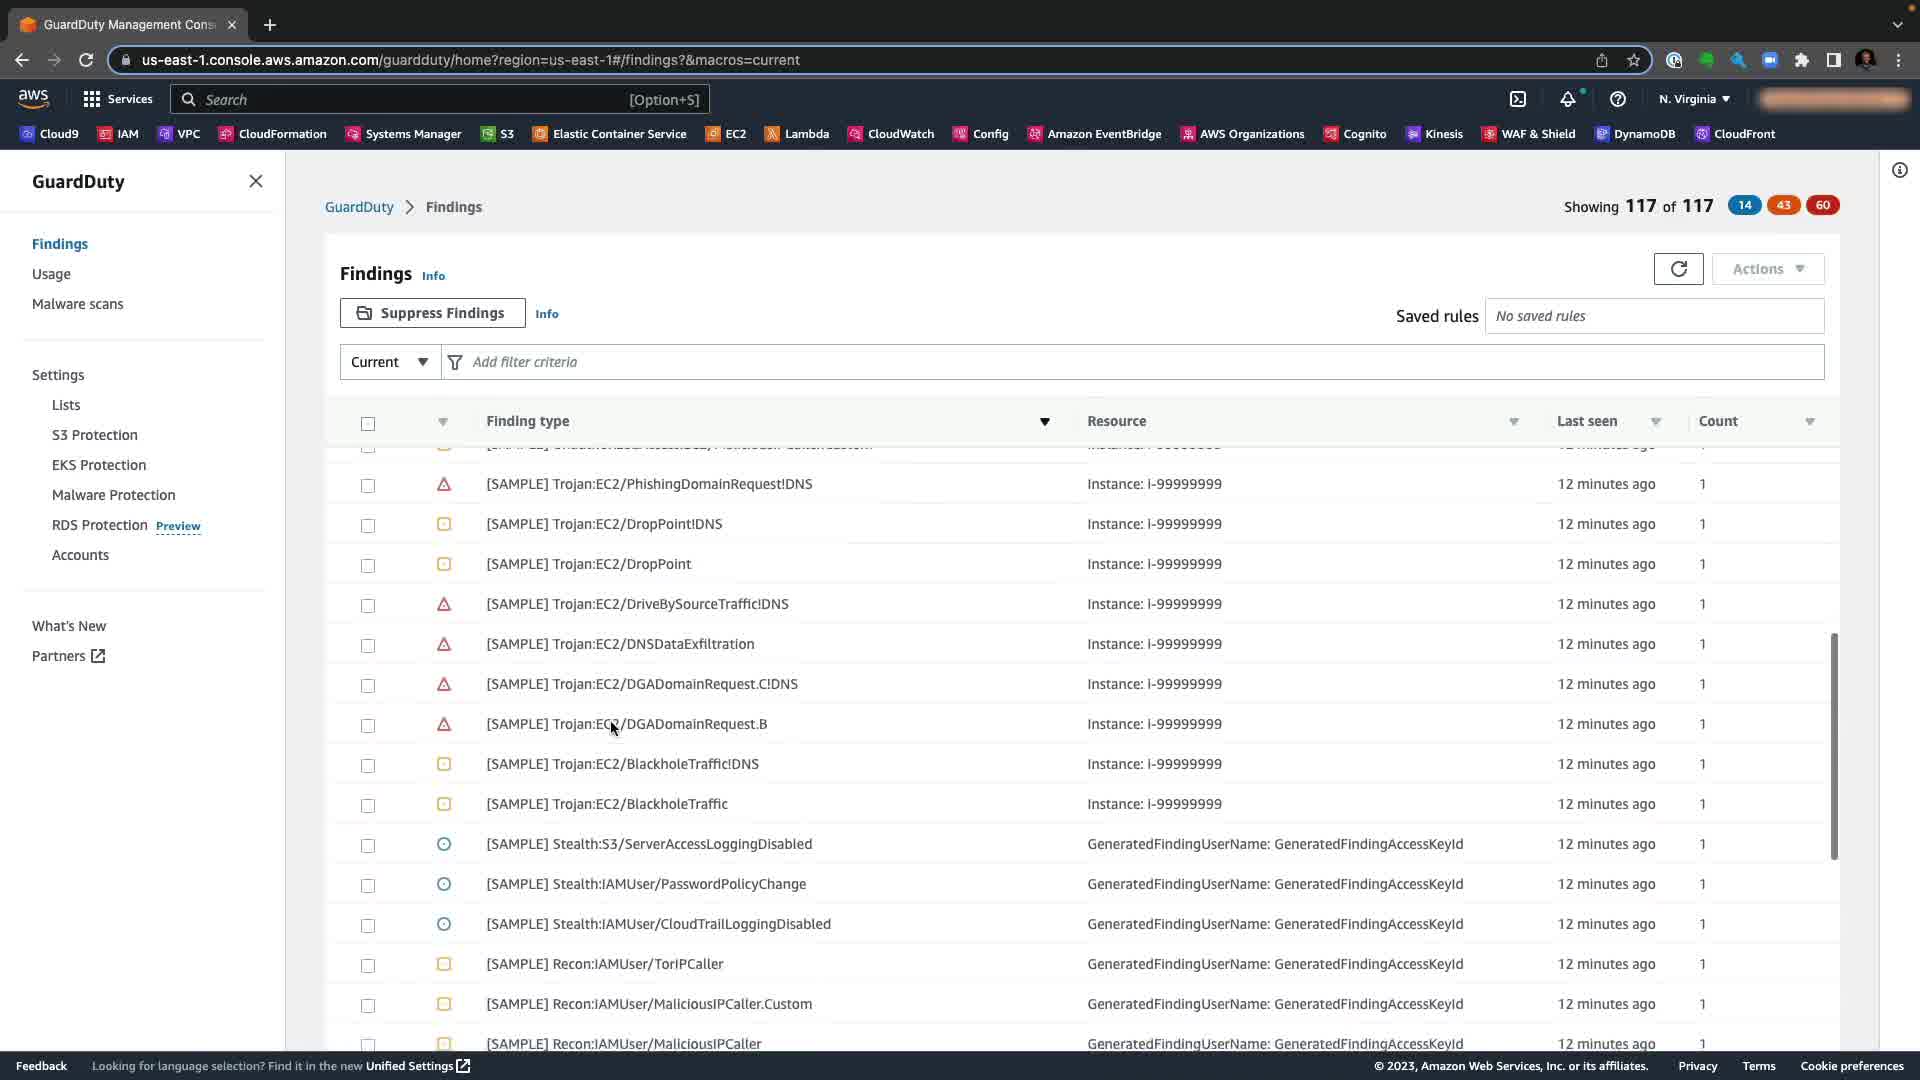 GuardDuty Management Cons
us-east-1.console.aws.amazon.com/guardduty/home?region=us-east-1#/findings?&macros=current
aws
Services
Search
[Option+S]
N. Virginia
Cloud9
IAM
VPC
CloudFormation
Systems Manager
S3
Elastic Container Service
EC2
Lambda
CloudWatch
Config
Amazon EventBridge
AWS Organizations
Cognito
Kinesis
WAF & Shield
DynamoDB
CloudFront
GuardDuty
Findings
Usage
Malware scans
Settings
Lists
S3 Protection
EKS Protection
Malware Protection
RDS Protection Preview
Accounts
What's New
Partners
GuardDuty > Findings
Showing 117 of 117 14 43 60
Findings Info
Actions
Suppress Findings Info
Saved rules No saved rules
Current Add filter criteria
Finding type Resource Last seen Count
[SAMPLE] Trojan:EC2/PhishingDomainRequest!DNS Instance: i-99999999 12 minutes ago 1
[SAMPLE] Trojan:EC2/DropPoint!DNS Instance: i-99999999 12 minutes ago 1
[SAMPLE] Trojan:EC2/DropPoint Instance: i-99999999 12 minutes ago 1
[SAMPLE] Trojan:EC2/DriveBySourceTraffic!DNS Instance: i-99999999 12 minutes ago 1
[SAMPLE] Trojan:EC2/DNSDataExfiltration Instance: i-99999999 12 minutes ago 1
[SAMPLE] Trojan:EC2/DGADomainRequest.C!DNS Instance: i-99999999 12 minutes ago 1
[SAMPLE] Trojan:EC2/DGADomainRequest.B Instance: i-99999999 12 minutes ago 1
[SAMPLE] Trojan:EC2/BlackholeTraffic!DNS Instance: i-99999999 12 minutes ago 1
[SAMPLE] Trojan:EC2/BlackholeTraffic Instance: i-99999999 12 minutes ago 1
[SAMPLE] Stealth:S3/ServerAccessLoggingDisabled GeneratedFindingUserName: GeneratedFindingAccessKeyId 12 minutes ago 1
[SAMPLE] Stealth:IAMUser/PasswordPolicyChange GeneratedFindingUserName: GeneratedFindingAccessKeyId 12 minutes ago 1
[SAMPLE] Stealth:IAMUser/CloudTrailLoggingDisabled GeneratedFindingUserName: GeneratedFindingAccessKeyId 12 minutes ago 1
[SAMPLE] Recon:IAMUser/TorIPCaller GeneratedFindingUserName: GeneratedFindingAccessKeyId 12 minutes ago 1
[SAMPLE] Recon:IAMUser/MaliciousIPCaller.Custom GeneratedFindingUserName: GeneratedFindingAccessKeyId 12 minutes ago 1
[SAMPLE] Recon:IAMUser/MaliciousIPCaller GeneratedFindingUserName: GeneratedFindingAccessKeyId 12 minutes ago 1
Feedback Looking for language selection? Find it in the new Unified Settings © 2023, Amazon Web Services, Inc. or its affiliates. Privacy Terms Cookie preferences